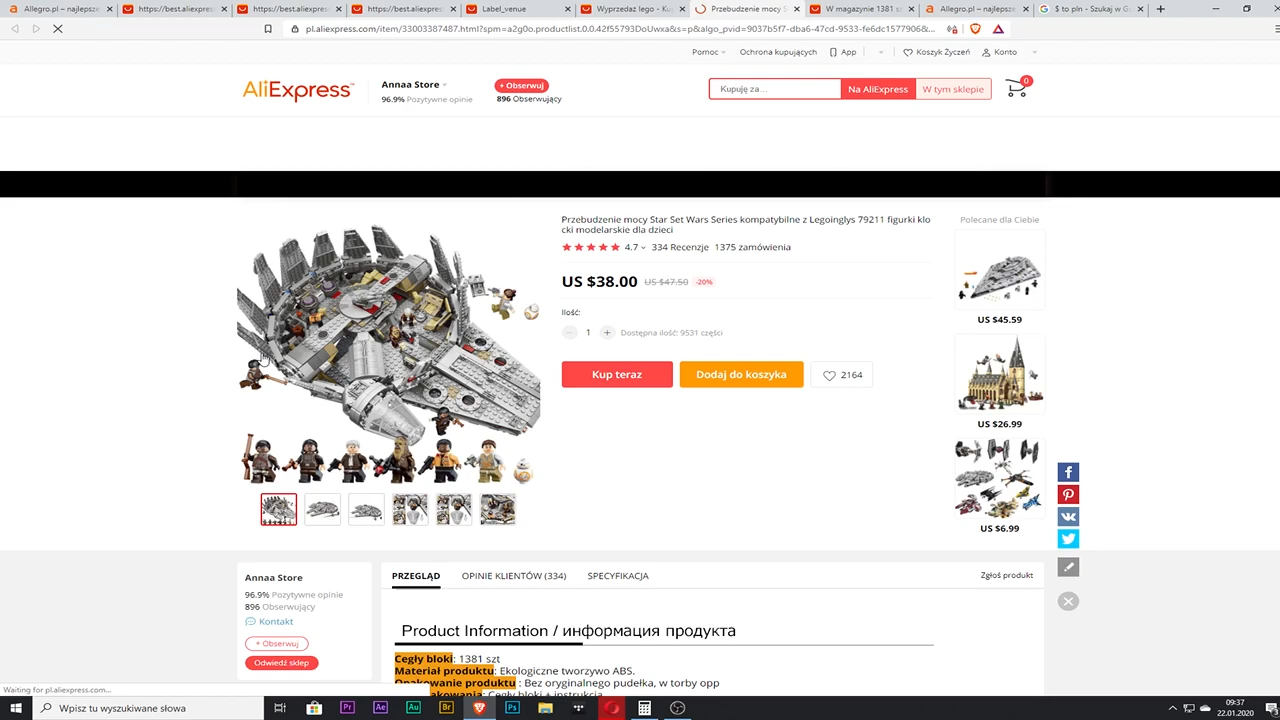 Allegro.pl – najlepsze
https://best.aliexpres
https://best.aliexpres
https://best.aliexpres
Label_venue
Wyprzedaż lego - Ku
Przebudzenie mocy S
W magazynie 1381 sz
Allegro.pl – najlepsze
$ to pln - Szukaj w G
pl.aliexpress.com/item/33003387487.html?spm=a2g0o.productlist.0.0.42f55793DoUwxa&s=p&algo_pvid=9037b5f7-dba6-47cd-9533-fe6dc1577906&...
Pomoc
Ochrona kupujących
App
Koszyk Życzeń
Konto
AliExpress
Annaa Store
96.9% Pozytywne opinie
+ Obserwuj
896 Obserwujący
Kupuję za...
Na AliExpress
W tym sklepie
0
Przebudzenie mocy Star Set Wars Series kompatybilne z Legoinglys 79211 figurki klo
cki modelarskie dla dzieci
4.7
334 Recenzje
1375 zamówienia
US $38.00
US $47.50
-20%
Ilość:
1
Dostępna ilość: 9531 części
Kup teraz
Dodaj do koszyka
2164
Polecane dla Ciebie
US $45.59
US $26.99
US $6.99
Annaa Store
96.9% Pozytywne opinie
896 Obserwujący
Kontakt
+ Obserwuj
Odwiedź sklep
PRZEGLĄD
OPINIE KLIENTÓW (334)
SPECYFIKACJA
Zgłoś produkt
Product Information / информация продукта
Cegły bloki: 1381 szt
Materiał produktu: Ekologiczne tworzywo ABS.
Opakowanie produktu : Bez oryginalnego pudełka, w torby opp
akowania: Cegły bloki + instrukcja
Waiting for pl.aliexpress.com...
Wpisz tu wyszukiwane słowa
Pr
Ae
Au
Br
Ps
09:37
22.01.2020